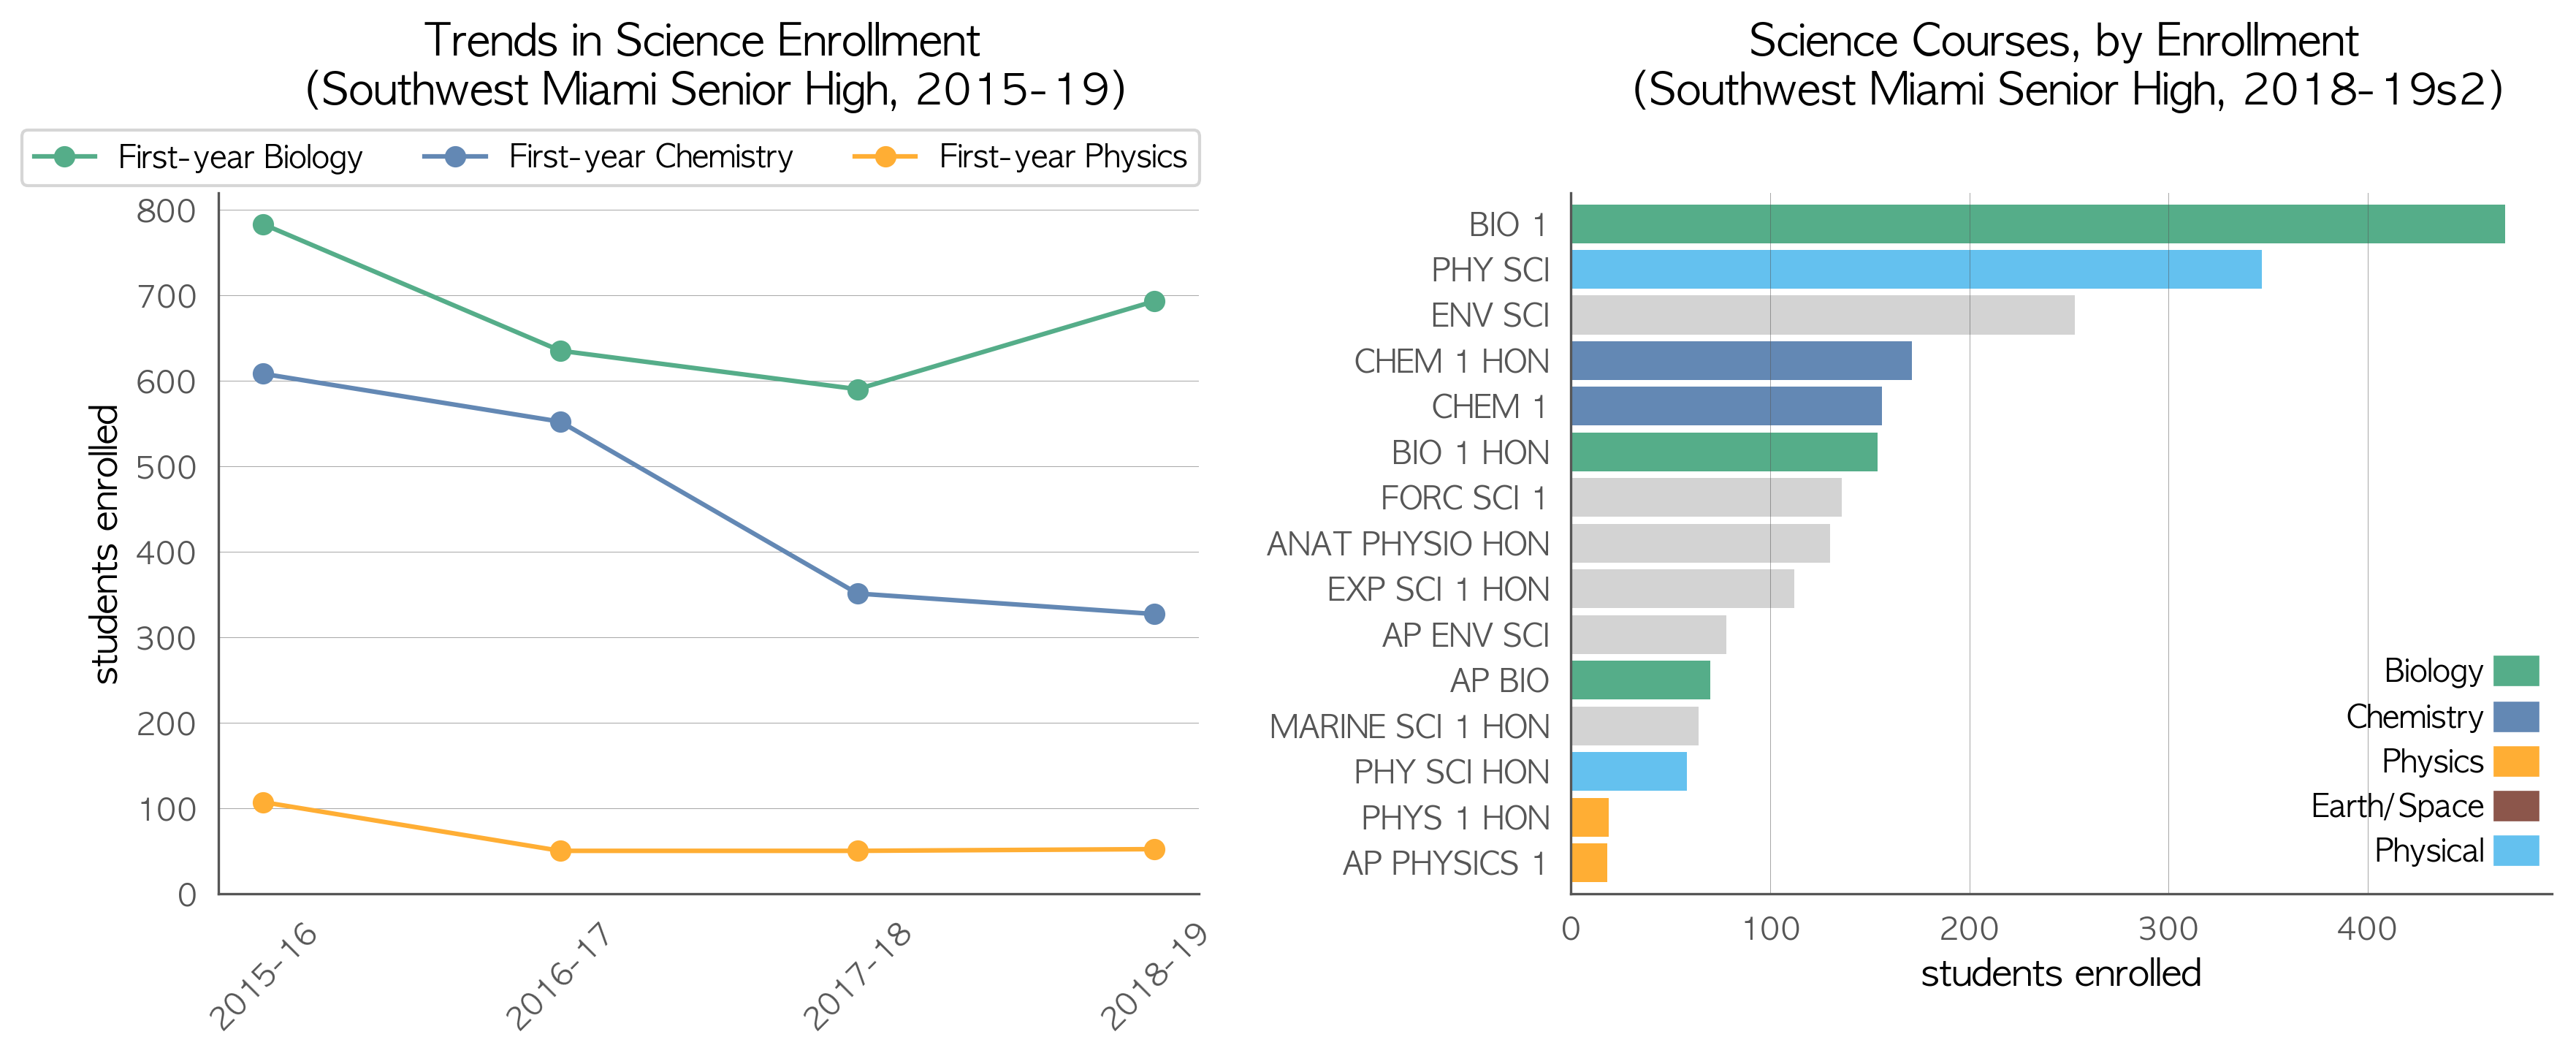 Trends in Science Enrollment
(Southwest Miami Senior High, 2015-19)
First-year Biology
First-year Chemistry
First-year Physics
800
700
600
500
400
300
200
100
0
students enrolled
2015-16
2016-17
2017-18
2018-19
Science Courses, by Enrollment
(Southwest Miami Senior High, 2018-19s2)
BIO 1
PHY SCI
ENV SCI
CHEM 1 HON
CHEM 1
BIO 1 HON
FORC SCI 1
ANAT PHYSIO HON
EXP SCI 1 HON
AP ENV SCI
AP BIO
MARINE SCI 1 HON
PHY SCI HON
PHYS 1 HON
AP PHYSICS 1
Biology
Chemistry
Physics
Earth/Space
Physical
0
100
200
300
400
students enrolled